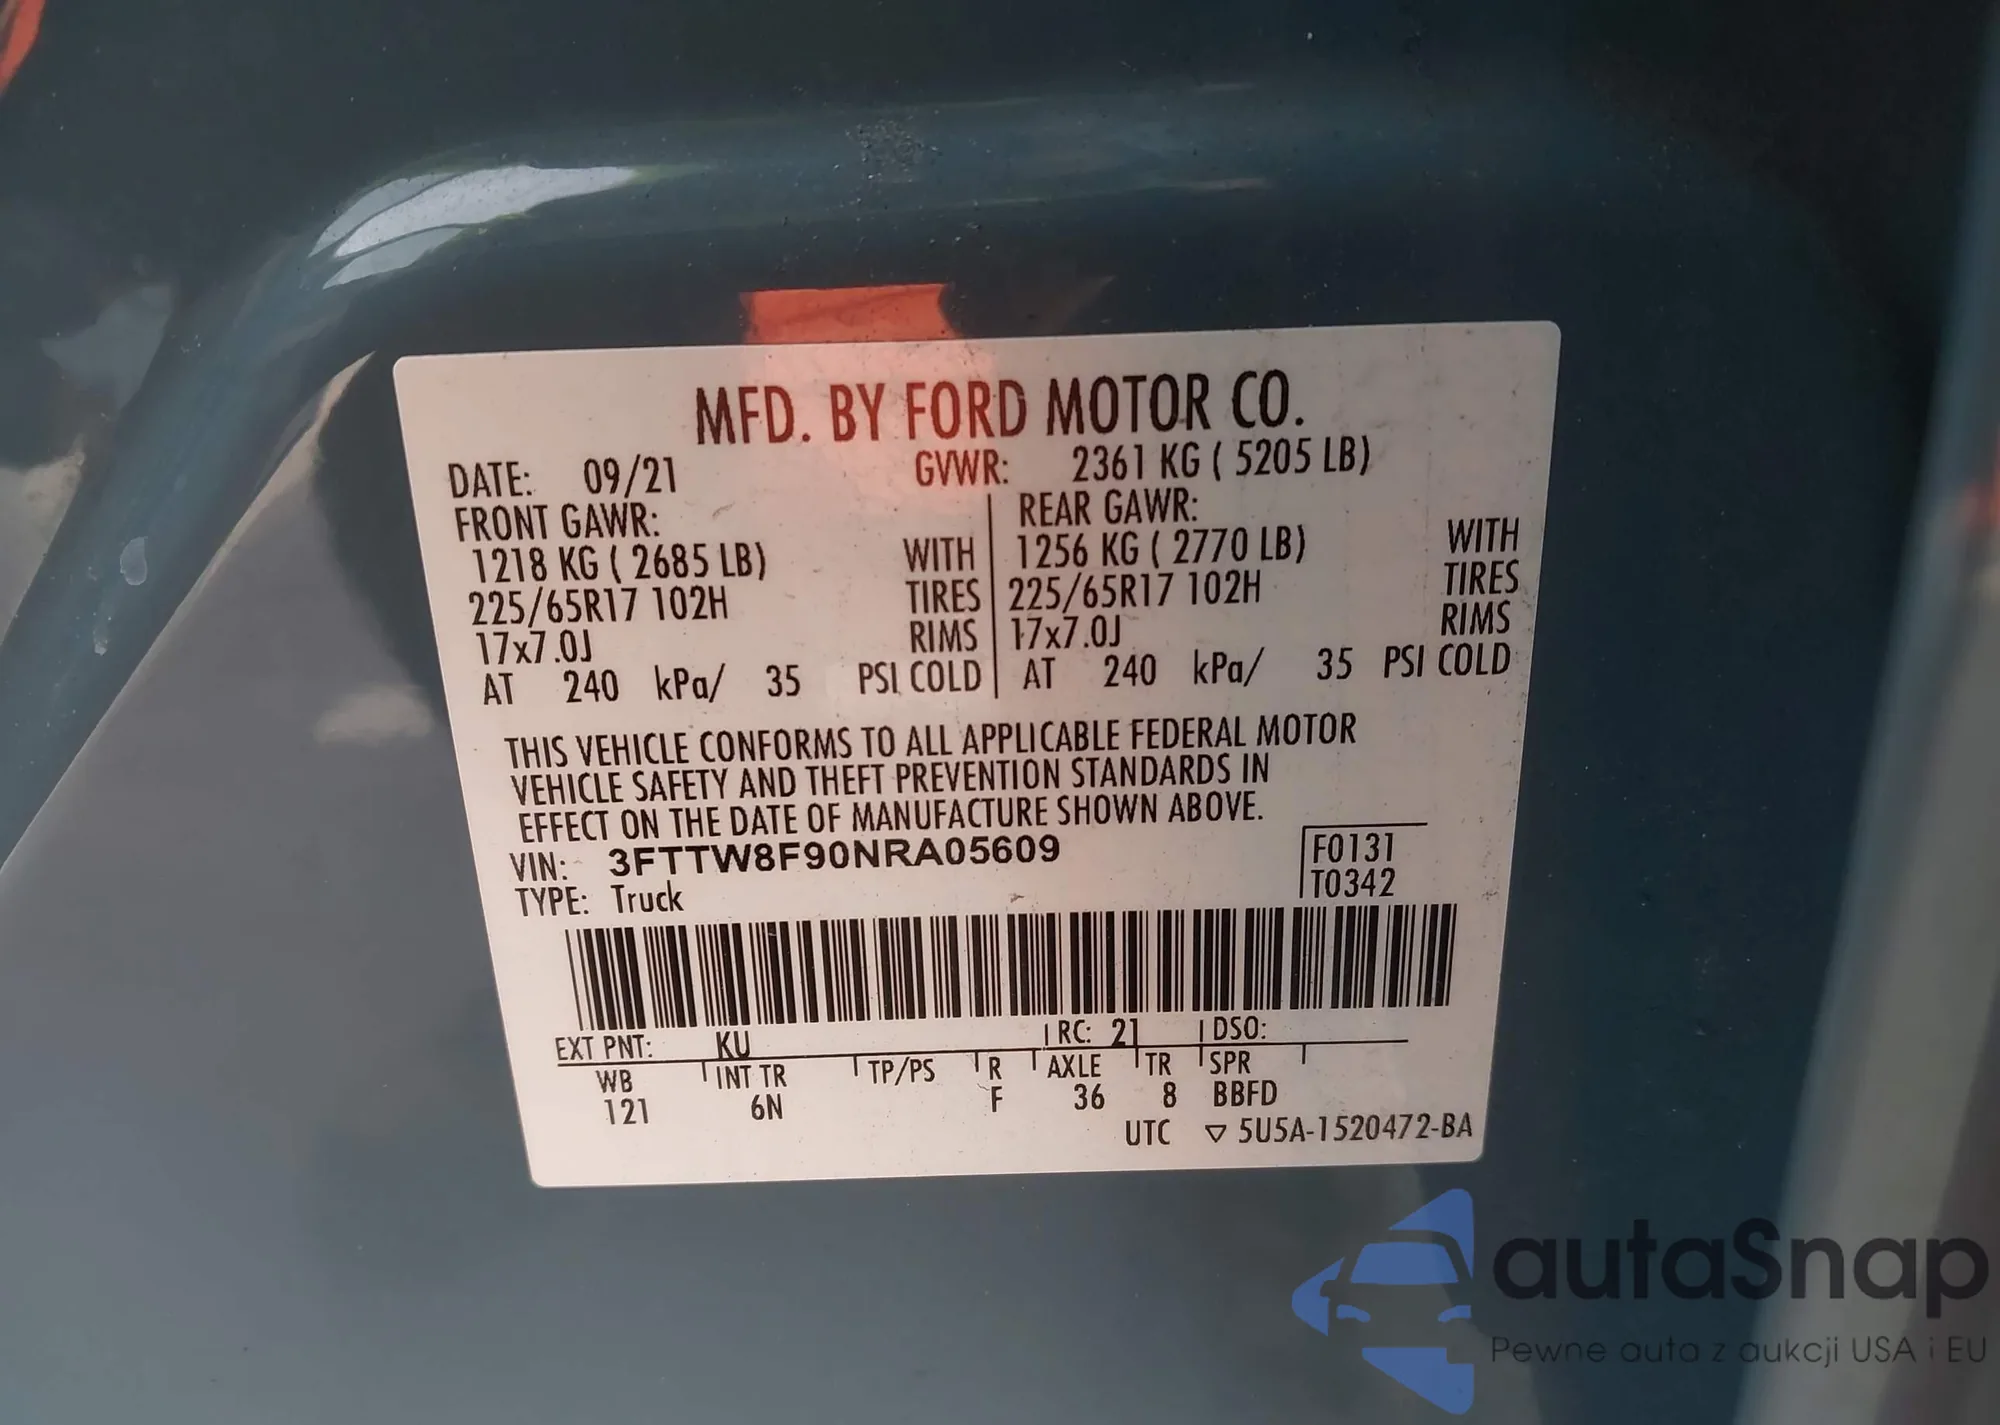 MFD. BY FORD MOTOR CO.
DATE: 09/21 GVWR: 2361 KG ( 5205 LB)
FRONT GAWR: REAR GAWR:
1218 KG ( 2685 LB) WITH 1256 KG ( 2770 LB) WITH
225/65R17 102H TIRES 225/65R17 102H TIRES
17x7.0J RIMS 17x7.0J RIMS
AT 240 kPa/ 35 PSI COLD AT 240 kPa/ 35 PSI COLD
THIS VEHICLE CONFORMS TO ALL APPLICABLE FEDERAL MOTOR
VEHICLE SAFETY AND THEFT PREVENTION STANDARDS IN
EFFECT ON THE DATE OF MANUFACTURE SHOWN ABOVE.
VIN: 3FTTW8F90NRA05609 F0131
TYPE: Truck T0342
EXT PNT: KU RC: 21 DSO:
WB INT TR TP/PS R AXLE TR SPR
121 6N F 36 8 BBFD
UTC ▽ 5U5A-1520472-BA
autaSnap
Pewne auta z aukcji USA i EU